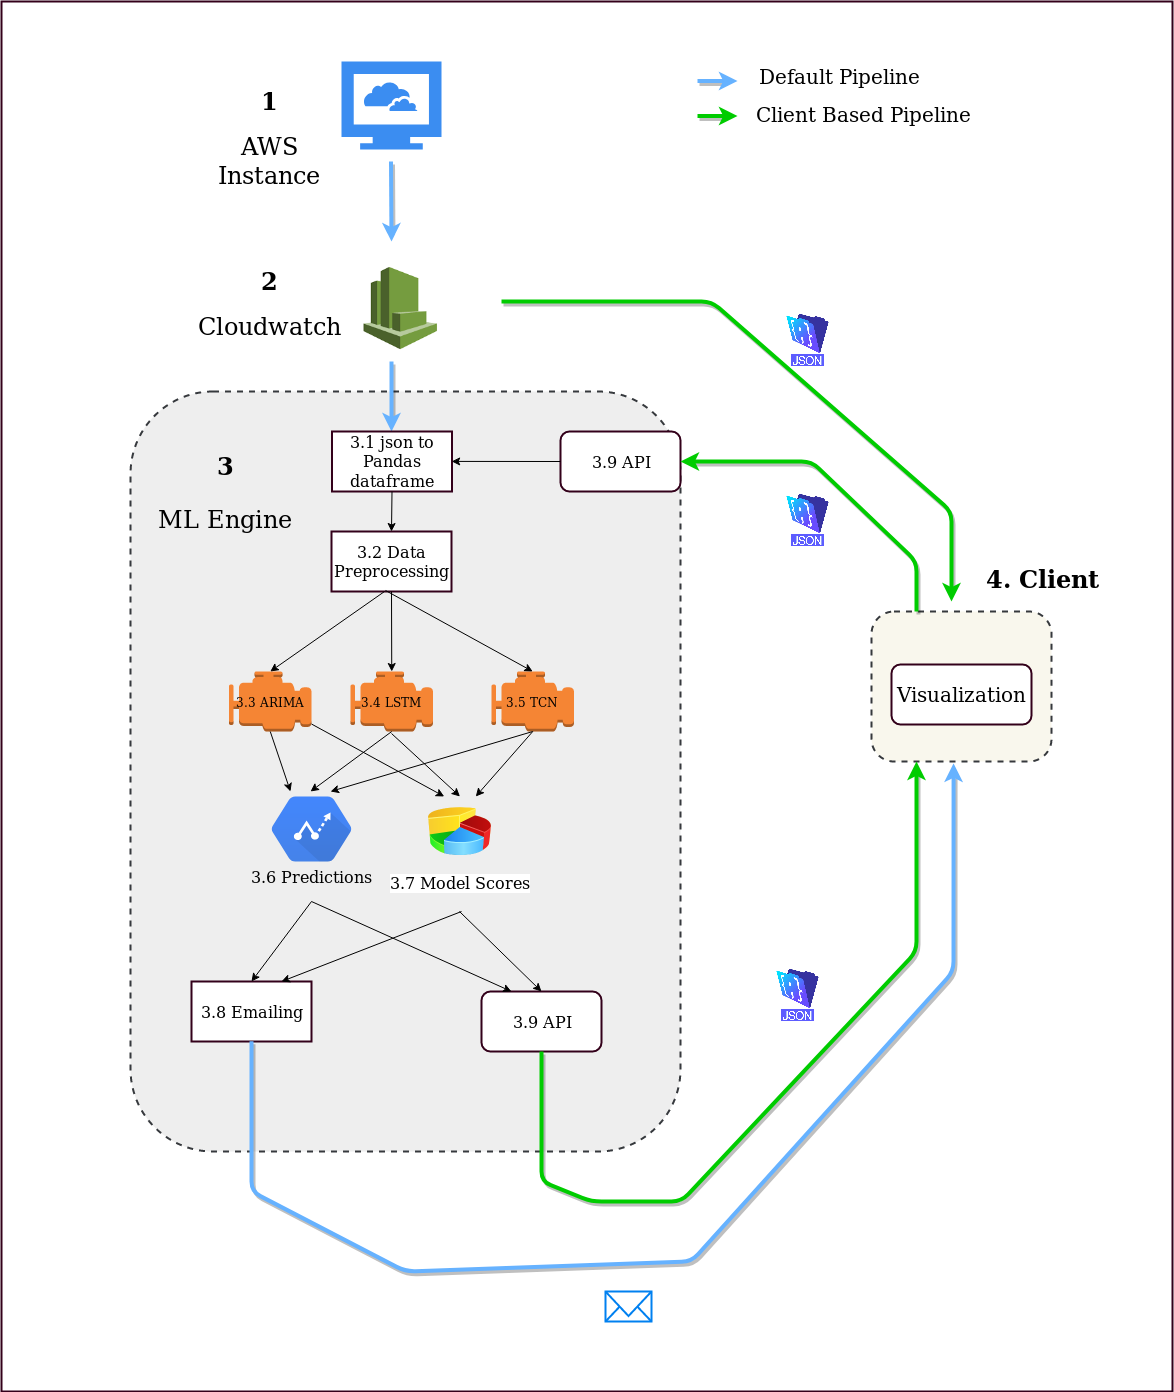 1
AWS
Instance
Default Pipeline
Client Based Pipeline
2
Cloudwatch
JSON
3
ML Engine
3.1 json to
Pandas
dataframe
3.9 API
JSON
3.2 Data
Preprocessing
4. Client
Visualization
3.3 ARIMA
3.4 LSTM
3.5 TCN
3.6 Predictions
3.7 Model Scores
3.8 Emailing
3.9 API
JSON